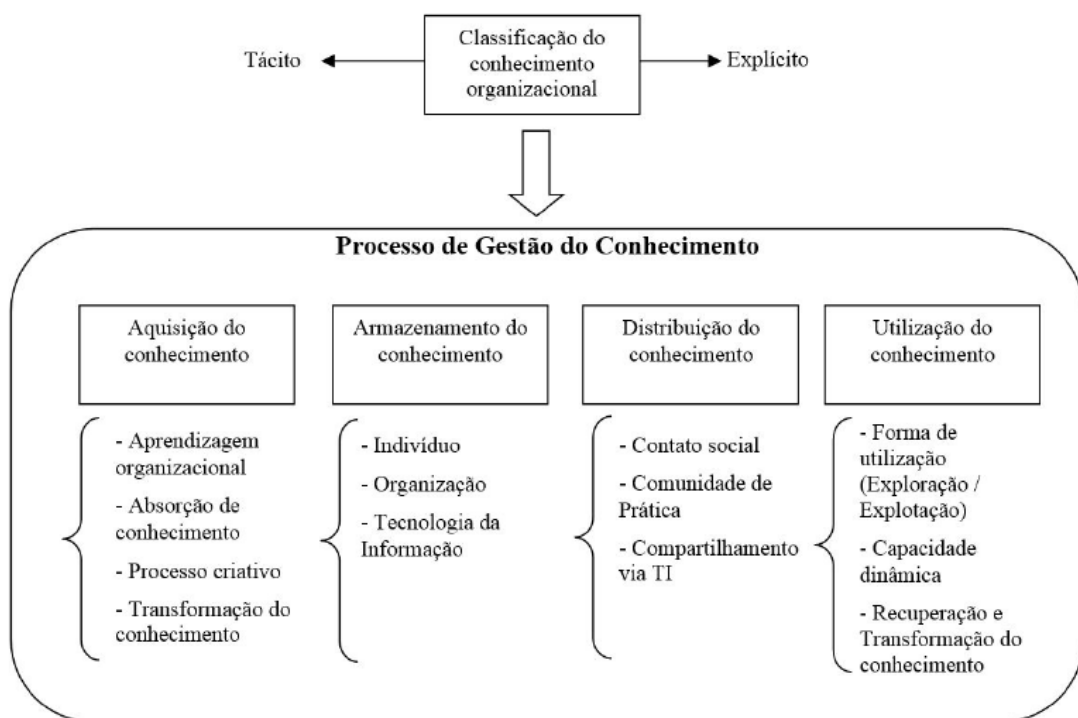 Classificação do
conhecimento
organizacional
Tácito
Explícito
Processo de Gestão do Conhecimento
Aquisição do
conhecimento
Armazenamento do
conhecimento
Distribuição do
conhecimento
Utilização do
conhecimento
- Aprendizagem
organizacional
- Absorção de
conhecimento
- Processo criativo
- Transformação do
conhecimento
- Indivíduo
- Organização
- Tecnologia da
Informação
- Contato social
- Comunidade de
Prática
- Compartilhamento
via TI
- Forma de
utilização
(Exploração /
Explotação)
- Capacidade
dinâmica
- Recuperação e
Transformação do
conhecimento